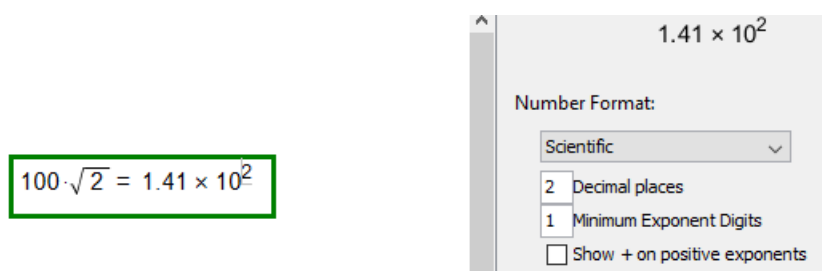 100·√2 = 1.41 × 10²
1.41 × 10²
Number Format:
Scientific
2 Decimal places
1 Minimum Exponent Digits
Show + on positive exponents